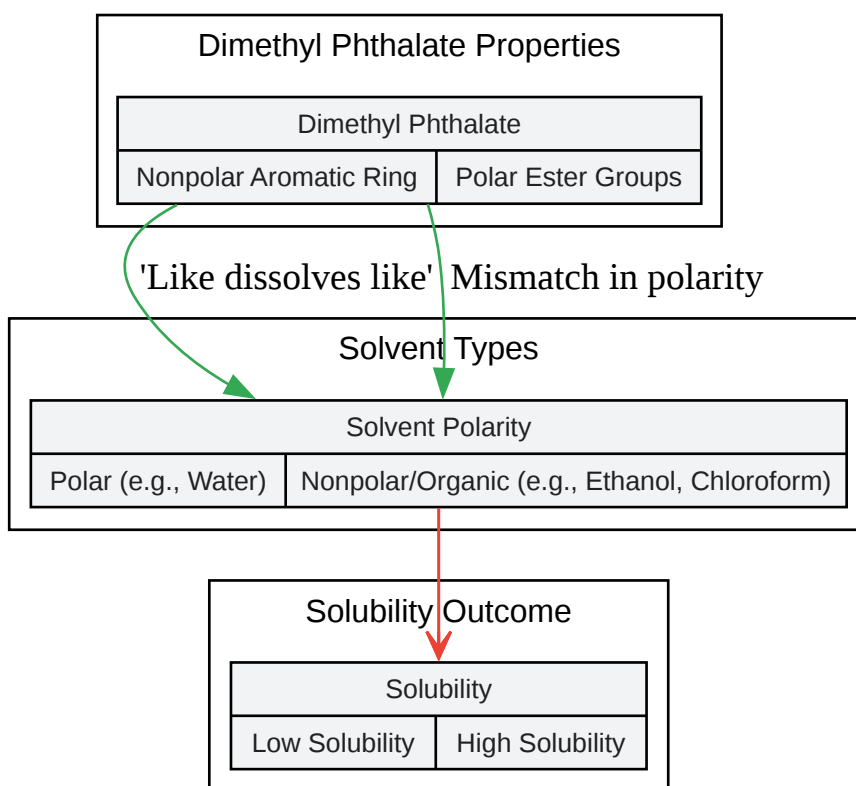 Dimethyl Phthalate Properties
Dimethyl Phthalate
Nonpolar Aromatic Ring
Polar Ester Groups
'Like dissolves like'
Mismatch in polarity
Solvent Types
Solvent Polarity
Polar (e.g., Water)
Nonpolar/Organic (e.g., Ethanol, Chloroform)
Solubility Outcome
Solubility
Low Solubility
High Solubility